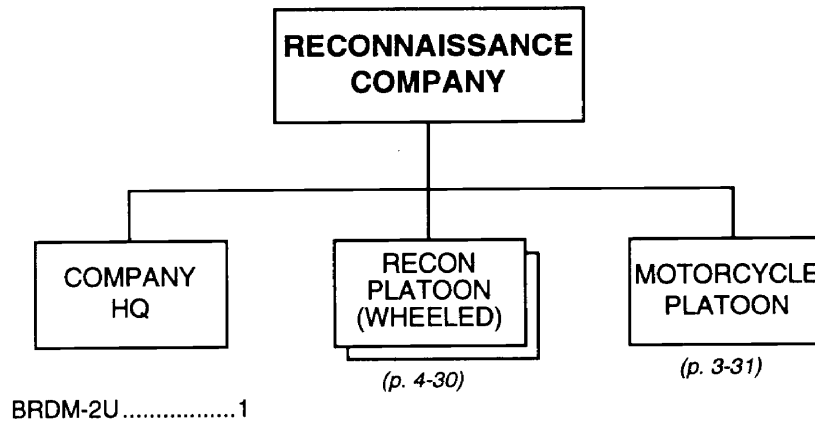 RECONNAISSANCE
COMPANY
COMPANY
HQ
RECON
PLATOON
(WHEELED)
MOTORCYCLE
PLATOON
(p. 4-30)
(p. 3-31)
BRDM-2U.................1